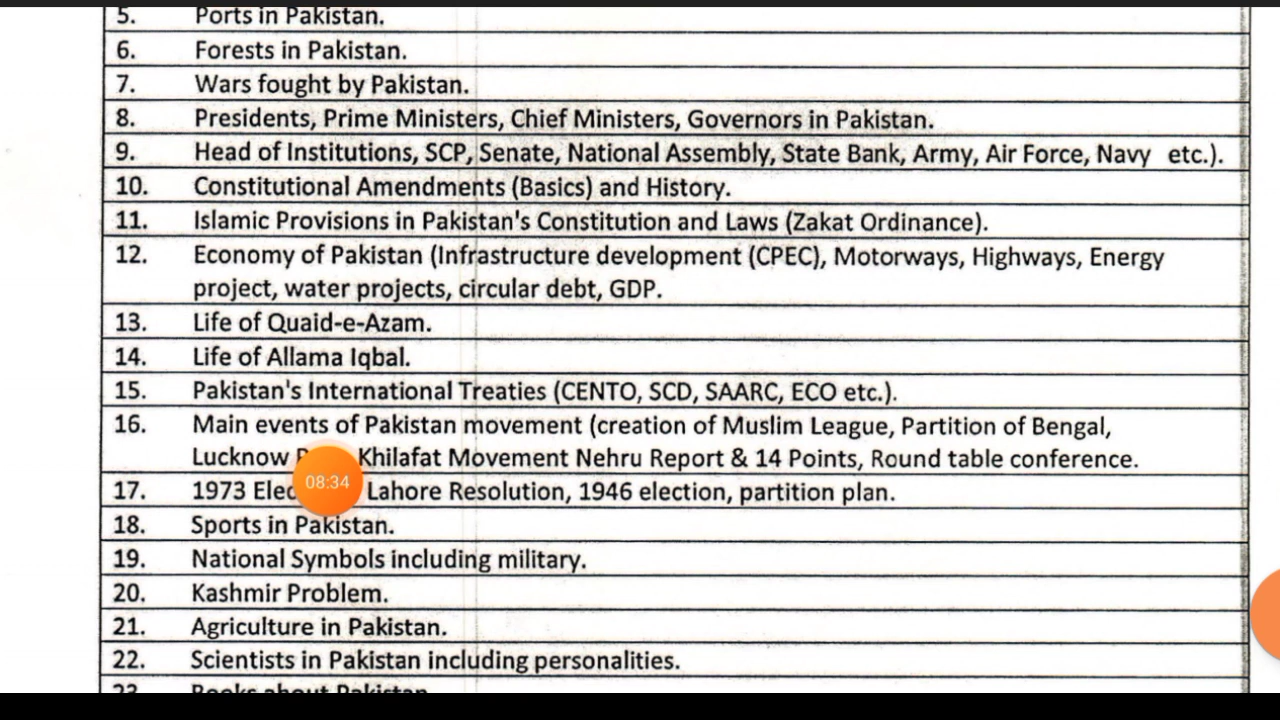 5. Ports in Pakistan.
6. Forests in Pakistan.
7. Wars fought by Pakistan.
8. Presidents, Prime Ministers, Chief Ministers, Governors in Pakistan.
9. Head of Institutions, SCP, Senate, National Assembly, State Bank, Army, Air Force, Navy etc.).
10. Constitutional Amendments (Basics) and History.
11. Islamic Provisions in Pakistan's Constitution and Laws (Zakat Ordinance).
12. Economy of Pakistan (Infrastructure development (CPEC), Motorways, Highways, Energy
project, water projects, circular debt, GDP.
13. Life of Quaid-e-Azam.
14. Life of Allama Iqbal.
15. Pakistan's International Treaties (CENTO, SCD, SAARC, ECO etc.).
16. Main events of Pakistan movement (creation of Muslim League, Partition of Bengal,
Lucknow Khilafat Movement Nehru Report & 14 Points, Round table conference.
08:34
17. 1973 Lahore Resolution, 1946 election, partition plan.
18. Sports in Pakistan.
19. National Symbols including military.
20. Kashmir Problem.
21. Agriculture in Pakistan.
22. Scientists in Pakistan including personalities.
23. Books about Pakistan